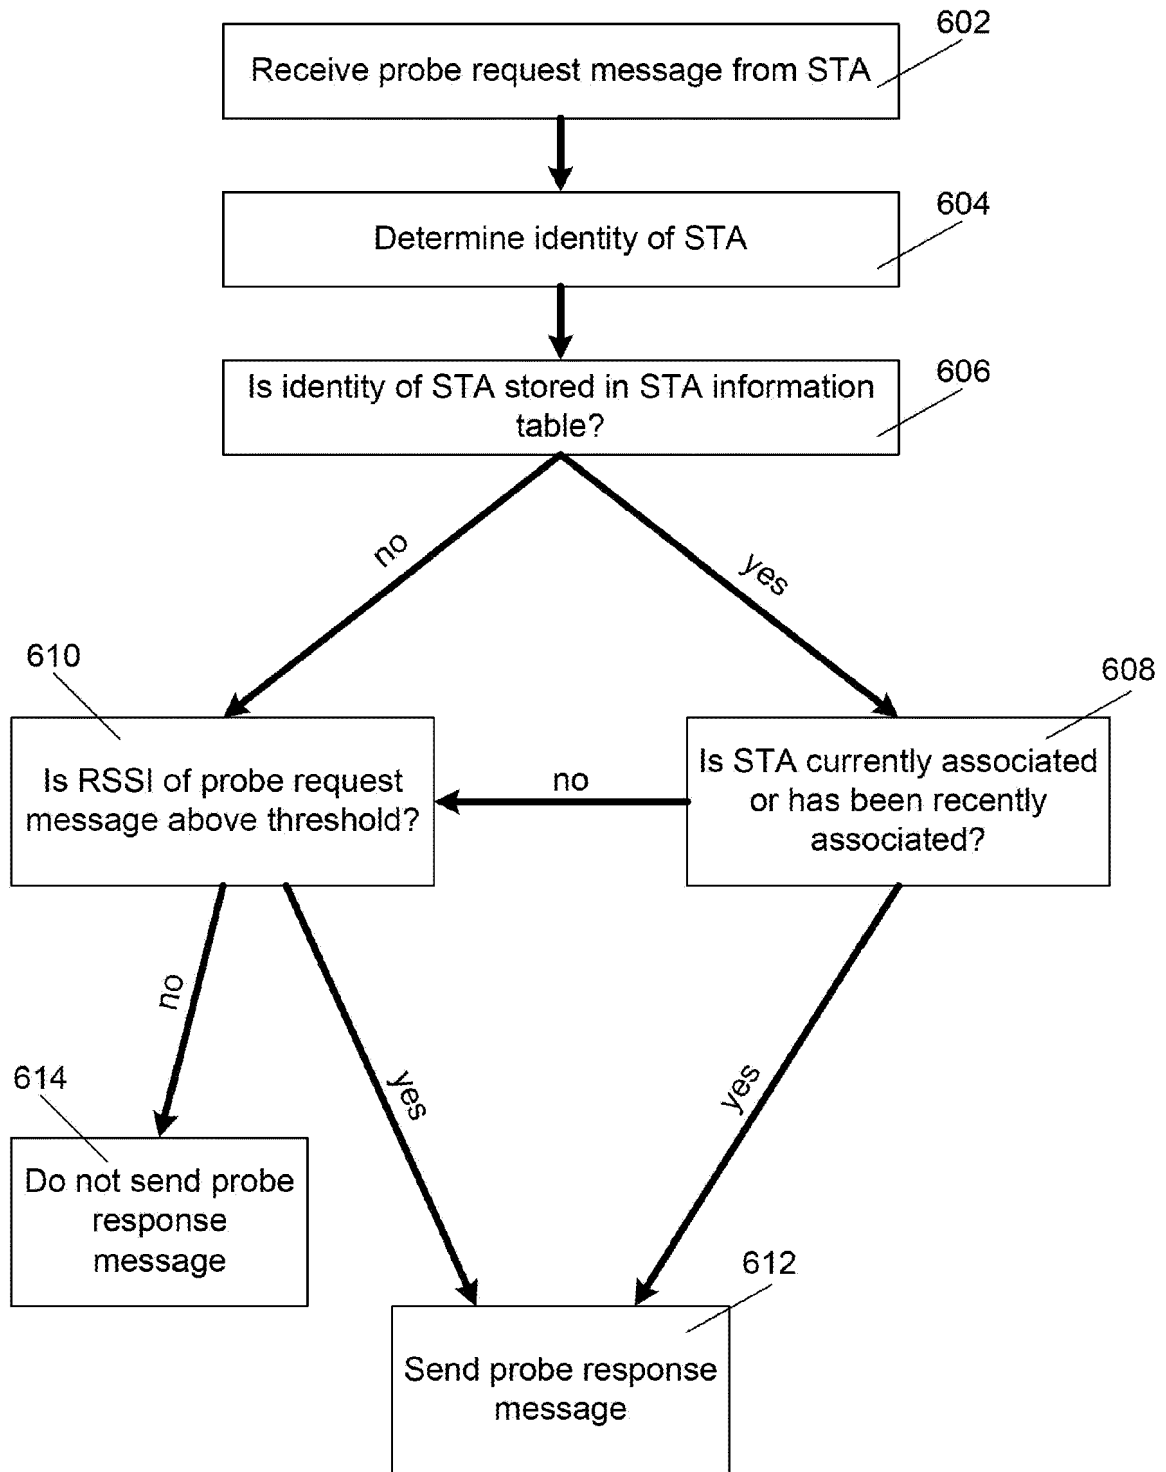 602
Receive probe request message from STA
604
Determine identity of STA
606
Is identity of STA stored in STA information
table?
no
yes
610
608
Is RSSI of probe request
message above threshold?
no
Is STA currently associated
or has been recently
associated?
no
yes
yes
614
Do not send probe
response
message
612
Send probe response
message